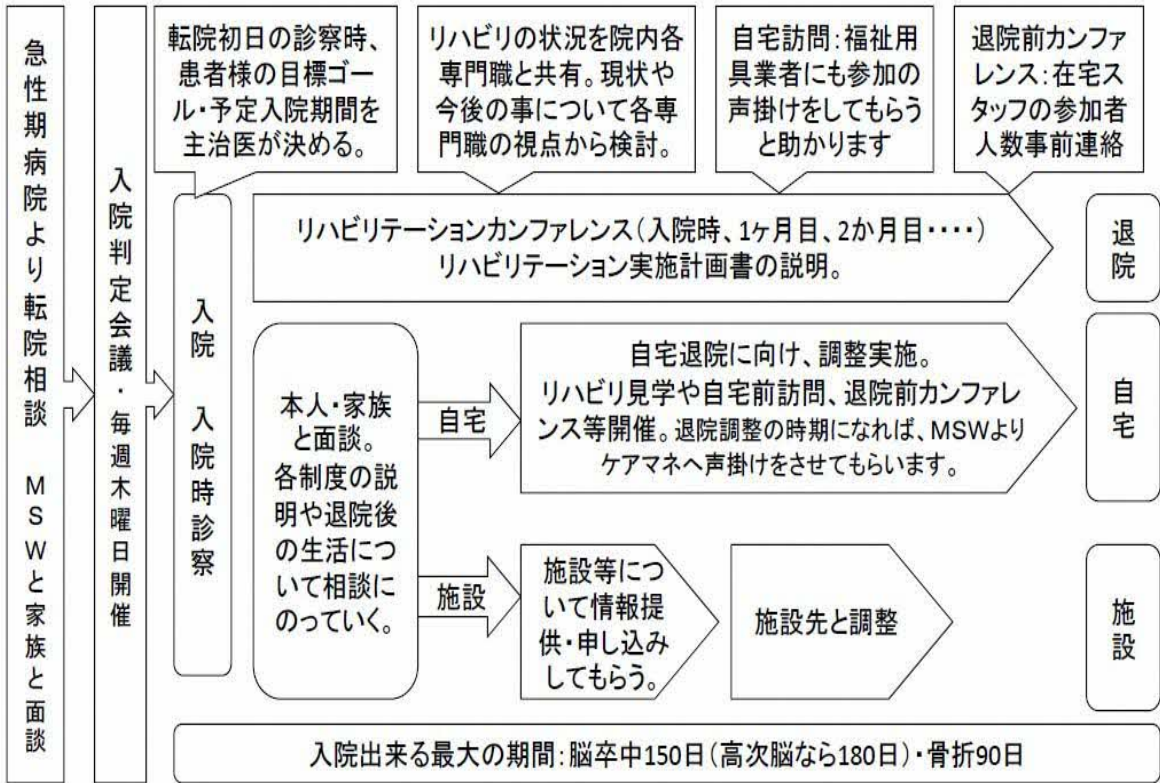 急性期病院より転院相談　MSWと家族と面談
入院判定会議・毎週木曜日開催
転院初日の診察時、
患者様の目標ゴー
ル・予定入院期間を
主治医が決める。
リハビリの状況を院内各
専門職と共有。現状や
今後の事について各専
門職の視点から検討。
自宅訪問：福祉用
具業者にも参加の
声掛けをしてもらう
と助かります
退院前カンファ
レンス：在宅ス
タッフの参加者
人数事前連絡
入院　入院時診察
リハビリテーションカンファレンス（入院時、1ヶ月目、2か月目････）
リハビリテーション実施計画書の説明。
退院
本人・家族
と面談。
各制度の説
明や退院後
の生活につ
いて相談に
のっていく。
自宅
自宅退院に向け、調整実施。
リハビリ見学や自宅前訪問、退院前カンファレ
ンス等開催。退院調整の時期になれば、MSWより
ケアマネへ声掛けをさせてもらいます。
自宅
施設
施設等につ
いて情報提
供・申し込み
してもらう。
施設先と調整
施設
入院出来る最大の期間：脳卒中150日（高次脳なら180日）・骨折90日